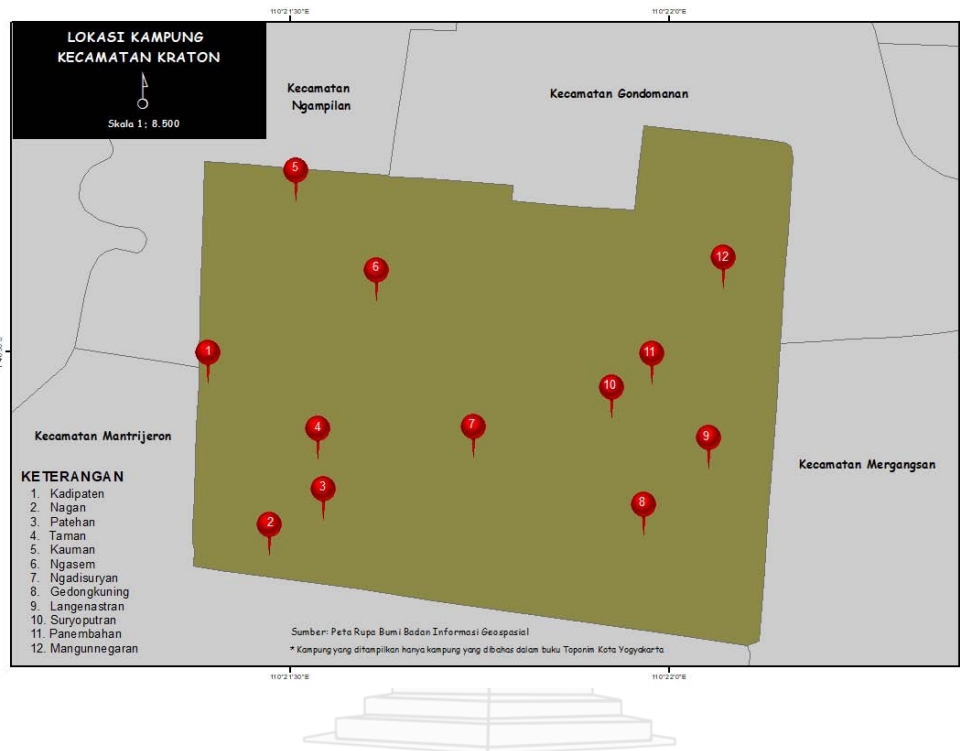 110°21'30"E
110°22'0"E
LOKASI KAMPUNG
KECAMATAN KRATON
Skala 1: 8.500
Kecamatan
Ngampilan
Kecamatan Gondomanan
5
12
6
1
11
10
4
7
9
Kecamatan Mantrijeron
Kecamatan Mergangsan
3
8
2
KETERANGAN
1. Kadipaten
2. Nagan
3. Patehan
4. Taman
5. Kauman
6. Ngasem
7. Ngadisuryan
8. Gedongkuning
9. Langenastran
10. Suryoputran
11. Panembahan
12. Mangunnegaran
Sumber: Peta Rupa Bumi Badan Informasi Geospasial
* Kampung yang ditampilkan hanya kampung yang dibahas dalam buku Toponim Kota Yogyakarta
110°21'30"E
110°22'0"E